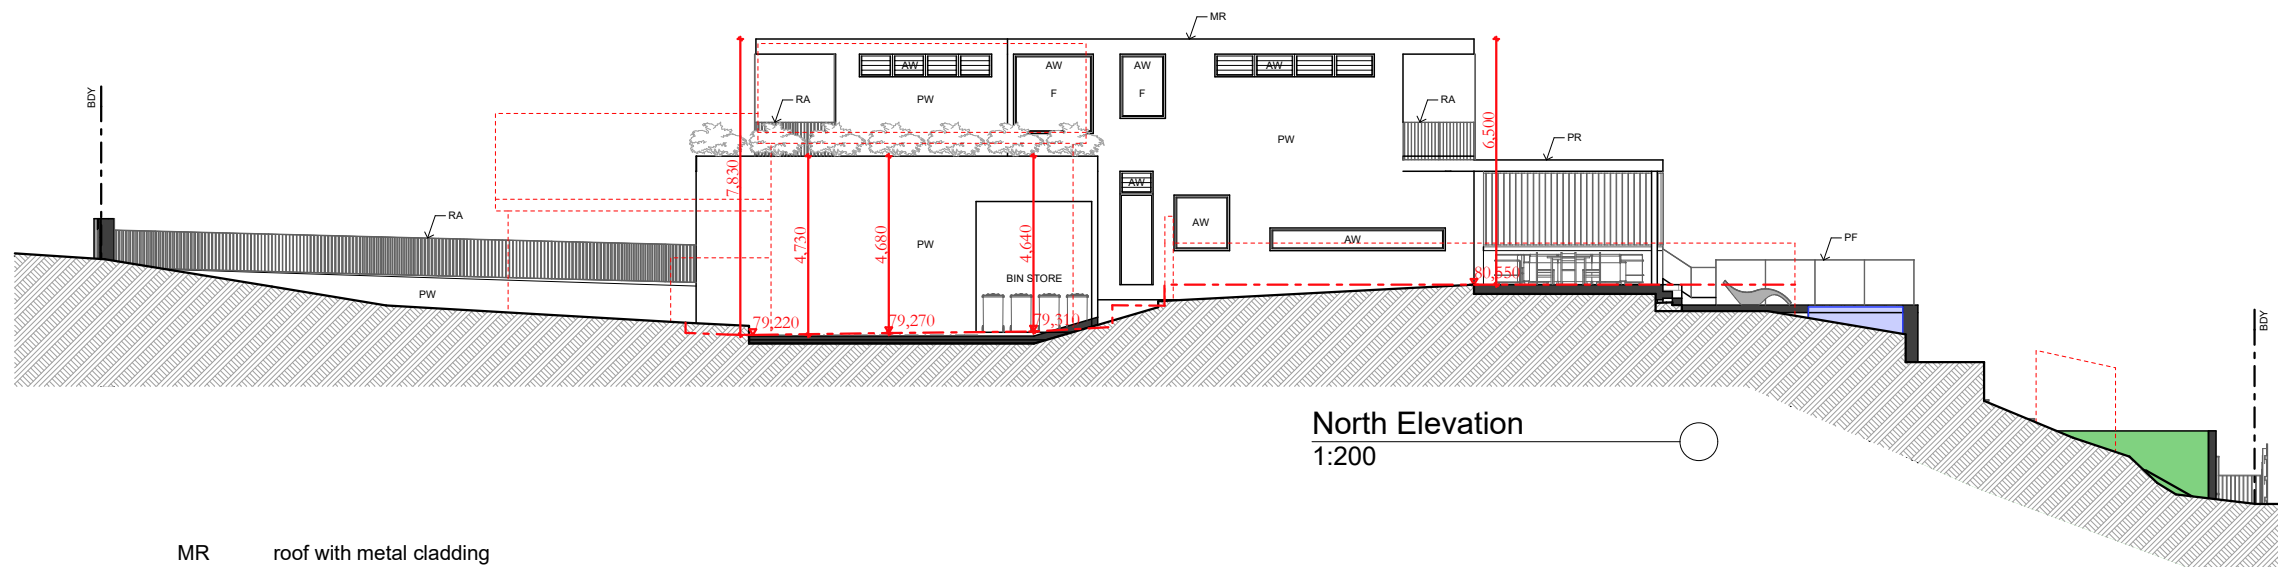 MR
BDY
AW
AW
AW
AW
F
F
RA
PW
RA
6,500
PW
PR
7,830
AW
RA
AW
PW
4,730
4,680
4,640
AW
PF
BIN STORE
80,550
PW
79,220
79,270
79,310
BDY
North Elevation
1:200
MR roof with metal cladding